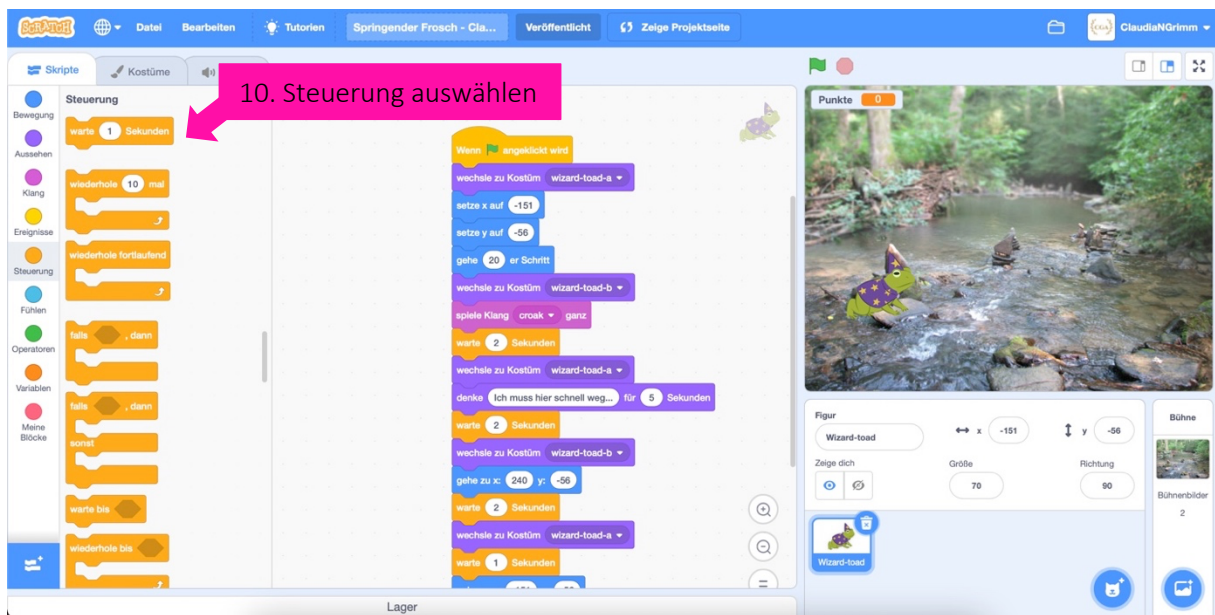 SCRATCH
Datei
Bearbeiten
Tutorien
Springender Frosch - Cla...
Veröffentlicht
Zeige Projektseite
CGA
ClaudiaNGrimm
Skripte
Kostüme
10. Steuerung auswählen
Bewegung
Aussehen
Klang
Ereignisse
Steuerung
Fühlen
Operatoren
Variablen
Meine
Blöcke
Steuerung
warte 1 Sekunden
wiederhole 10 mal
wiederhole fortlaufend
falls , dann
falls , dann
sonst
warte bis
wiederhole bis
Wenn angeklickt wird
wechsle zu Kostüm wizard-toad-a
setze x auf -151
setze y auf -56
gehe 20 er Schritt
wechsle zu Kostüm wizard-toad-b
spiele Klang croak ganz
warte 2 Sekunden
wechsle zu Kostüm wizard-toad-a
denke Ich muss hier schnell weg... für 5 Sekunden
warte 2 Sekunden
wechsle zu Kostüm wizard-toad-b
gehe zu x: 240 y: -56
warte 2 Sekunden
wechsle zu Kostüm wizard-toad-a
warte 1 Sekunden
Lager
Punkte 0
Figur
Wizard-toad
x -151
y -56
Zeige dich
Größe
70
Richtung
90
Wizard-toad
Bühne
Bühnenbilder
2